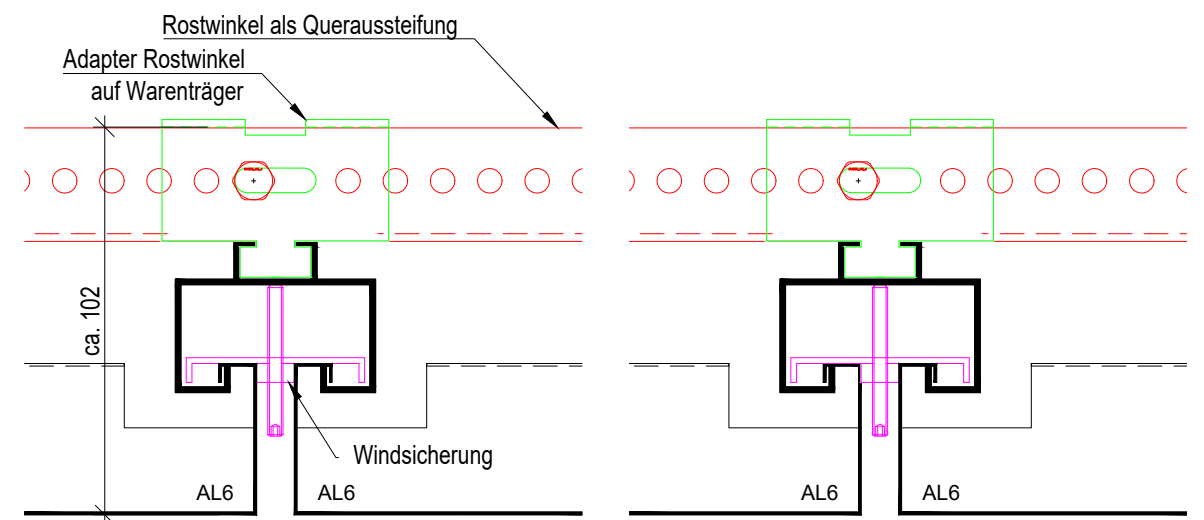 Rostwinkel als Queraussteifung
Adapter Rostwinkel
auf Warenträger
ca. 102
Windsicherung
AL6
AL6
AL6
AL6